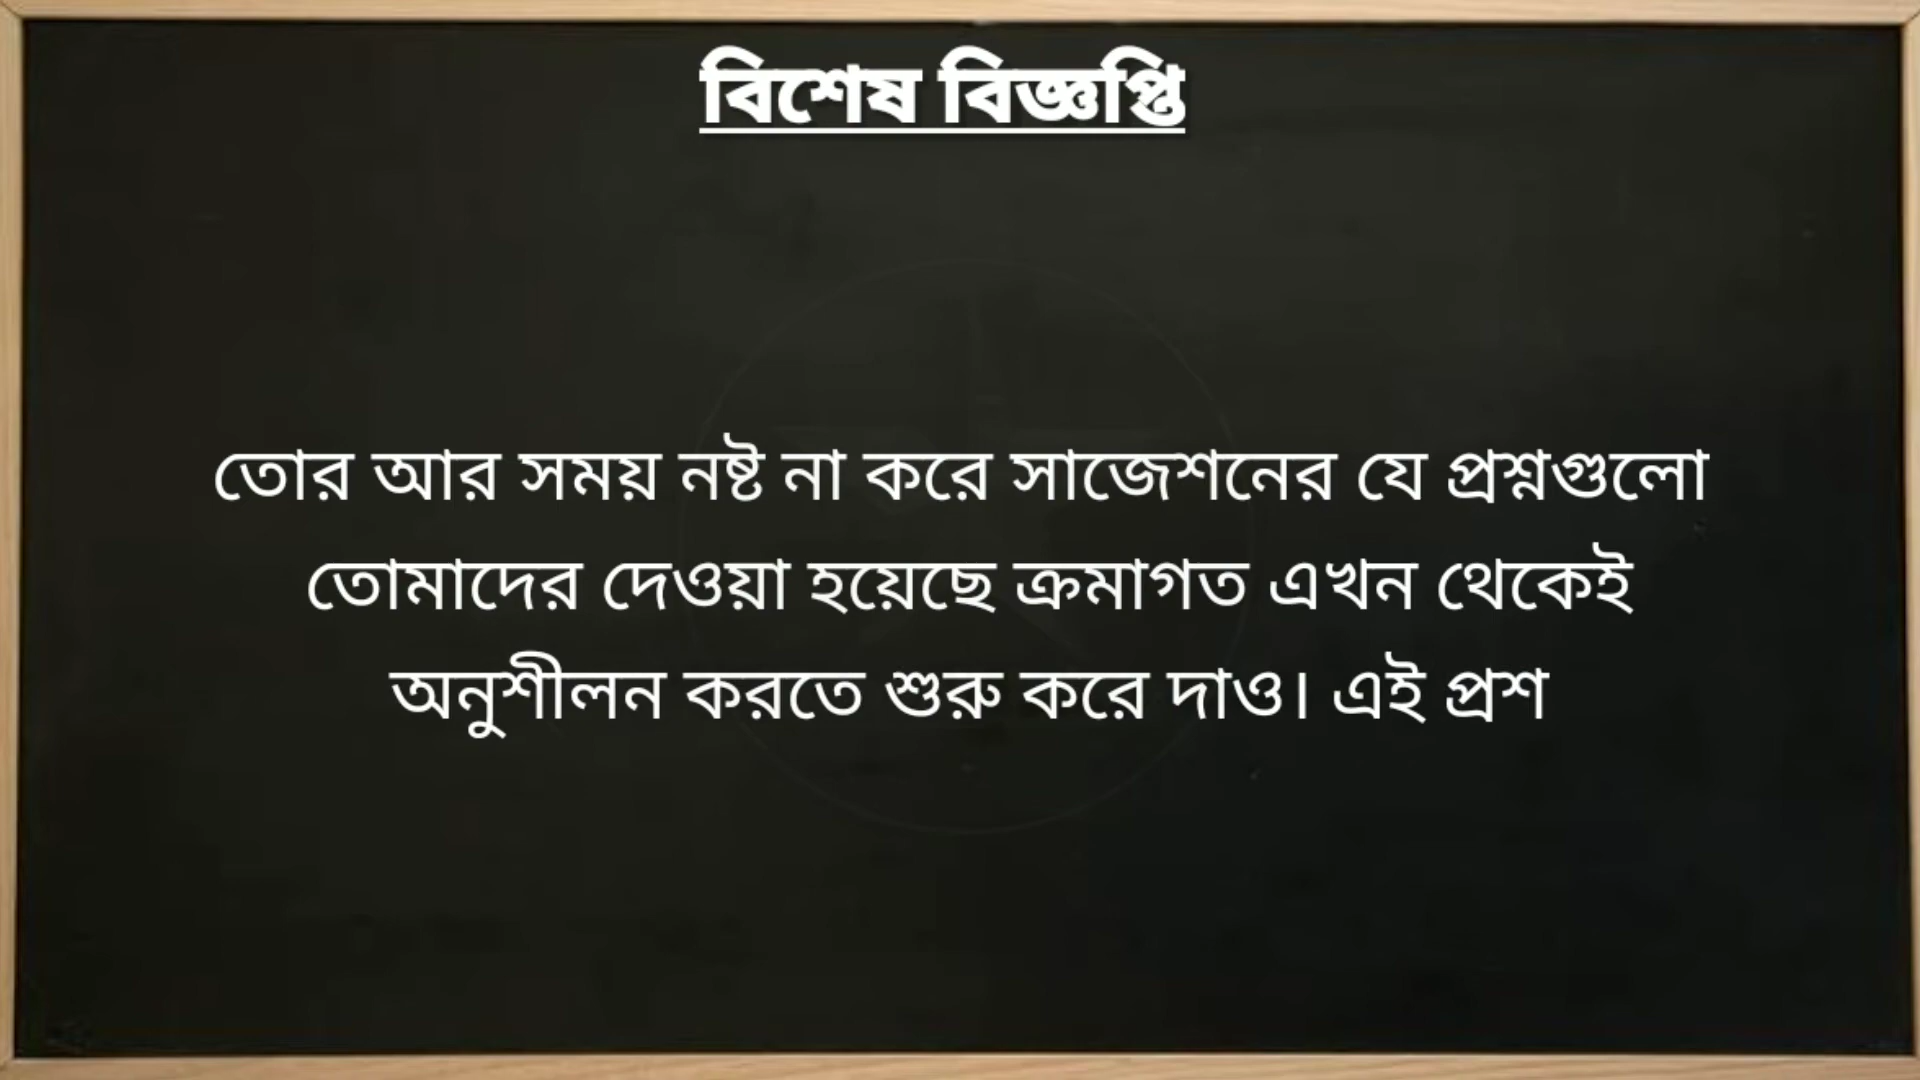 বিশেষ বিজ্ঞপ্তি
তোর আর সময় নষ্ট না করে সাজেশনের যে প্রশ্নগুলো
তোমাদের দেওয়া হয়েছে ক্রমাগত এখন থেকেই
অনুশীলন করতে শুরু করে দাও। এই প্রশ